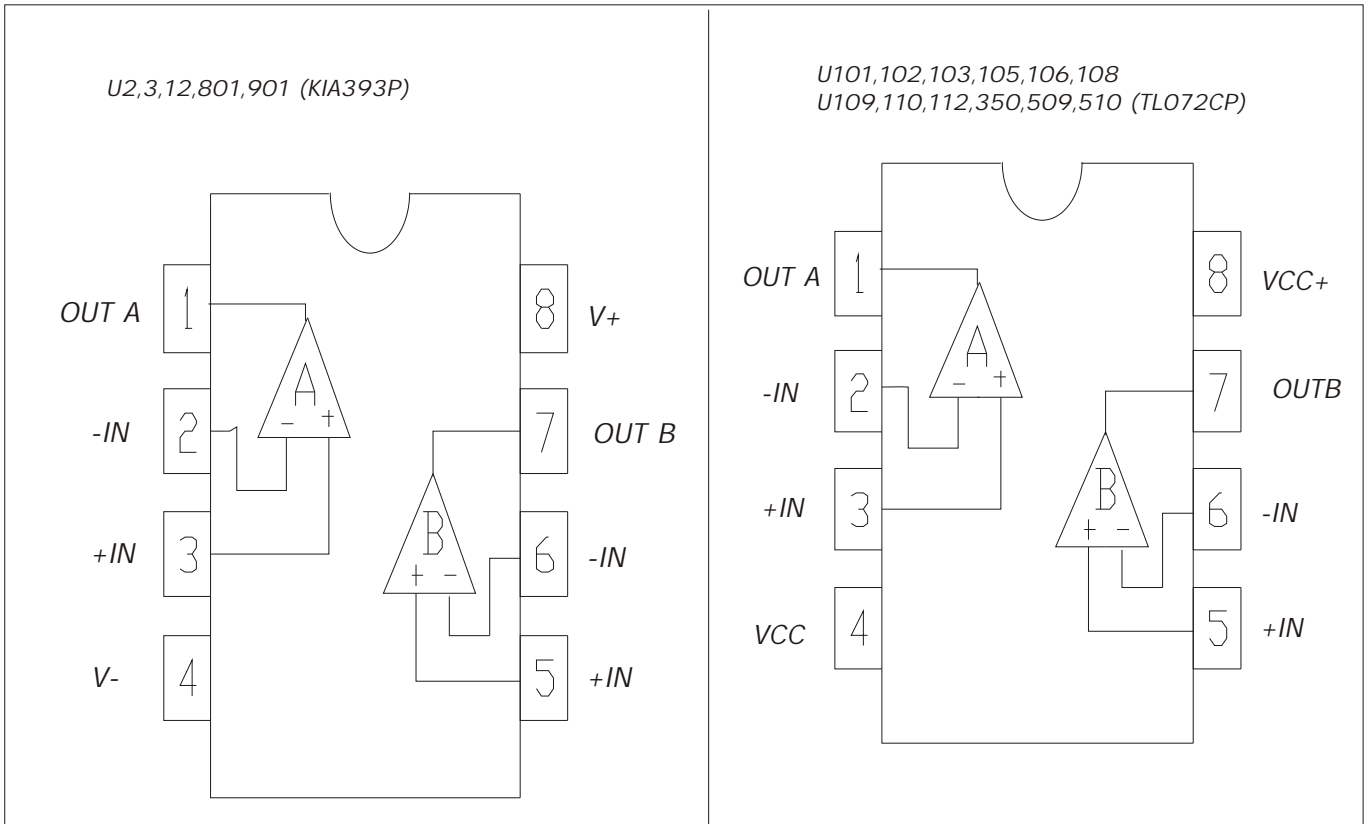 U2,3,12,801,901 (KIA393P)
OUT A 1 8 V+
A
- +
-IN 2 7 OUT B
B
+IN 3 6 -IN
+ -
V- 4 5 +IN
U101,102,103,105,106,108
U109,110,112,350,509,510 (TL072CP)
OUT A 1 8 VCC+
A
- +
-IN 2 7 OUTB
B
+IN 3 6 -IN
+ -
VCC 4 5 +IN